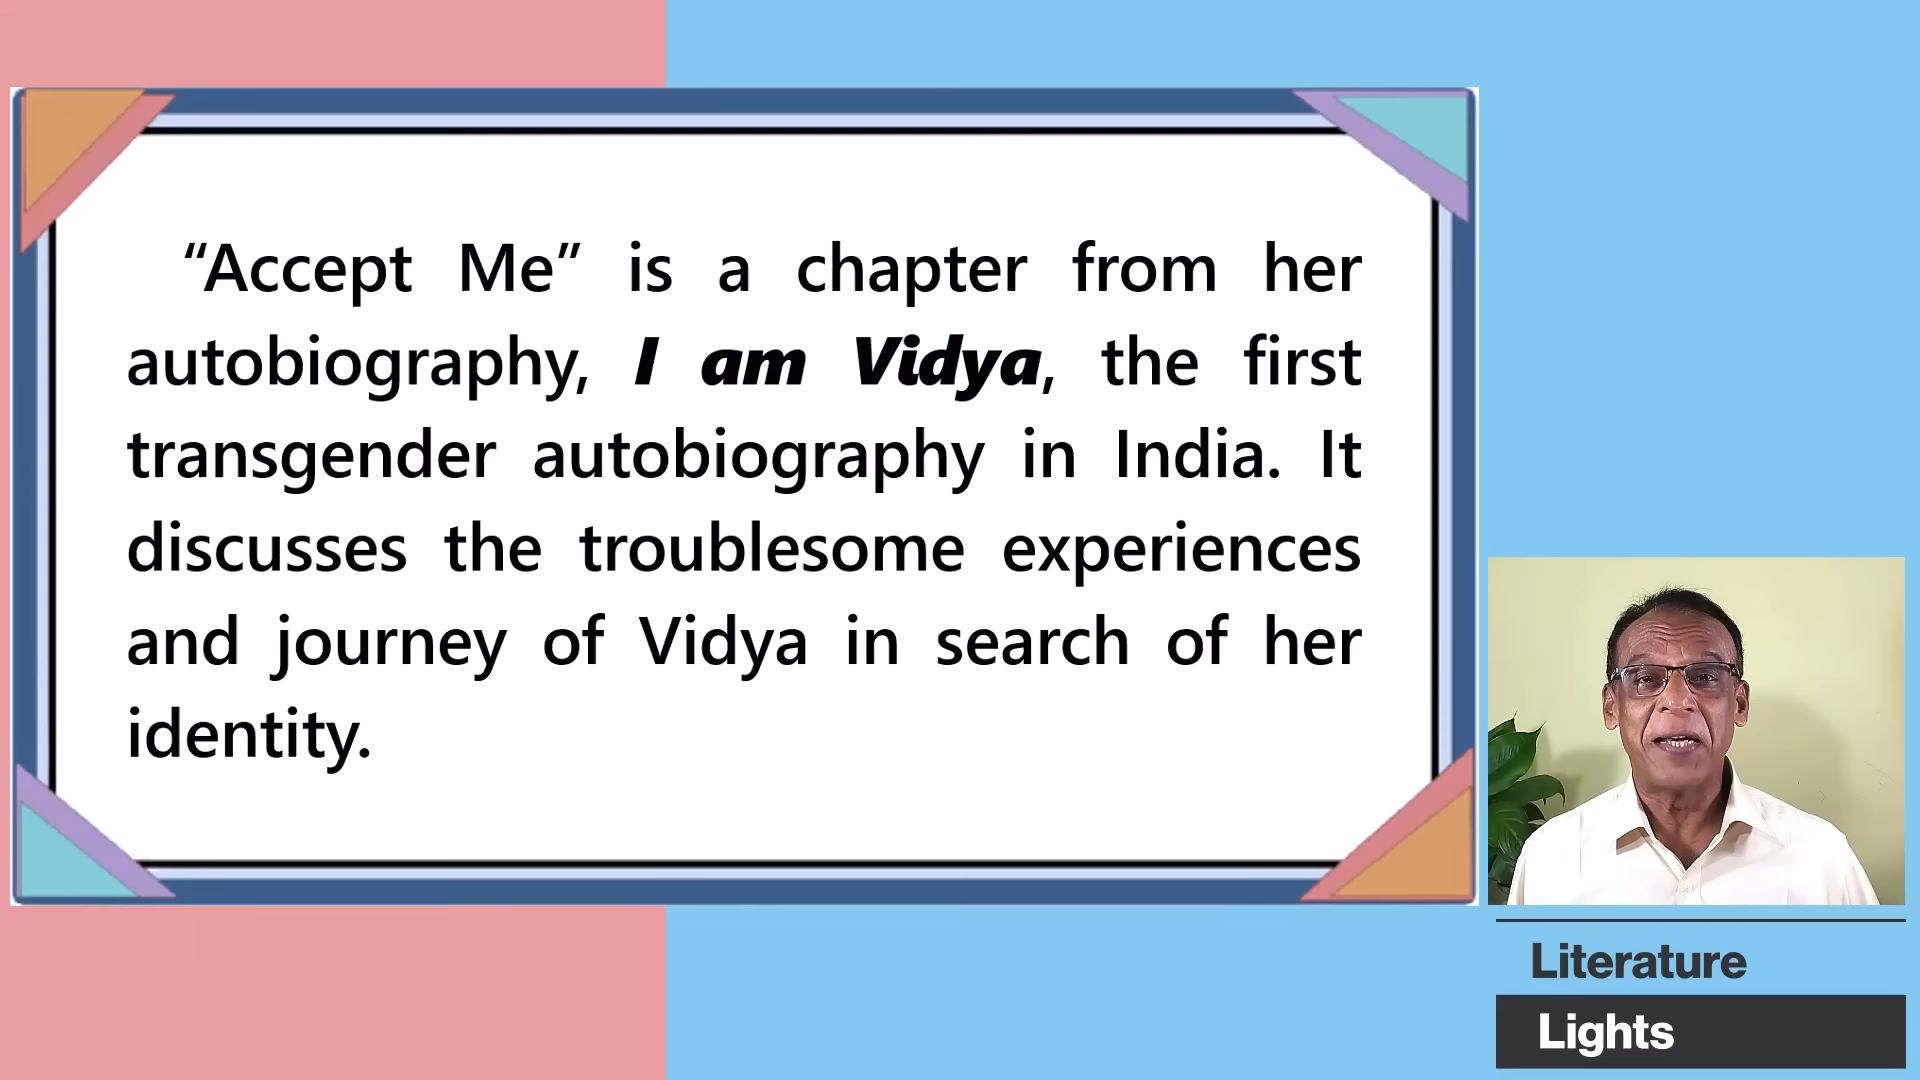 “Accept Me” is a chapter from her
autobiography, I am Vidya, the first
transgender autobiography in India. It
discusses the troublesome experiences
and journey of Vidya in search of her
identity.
Literature
Lights